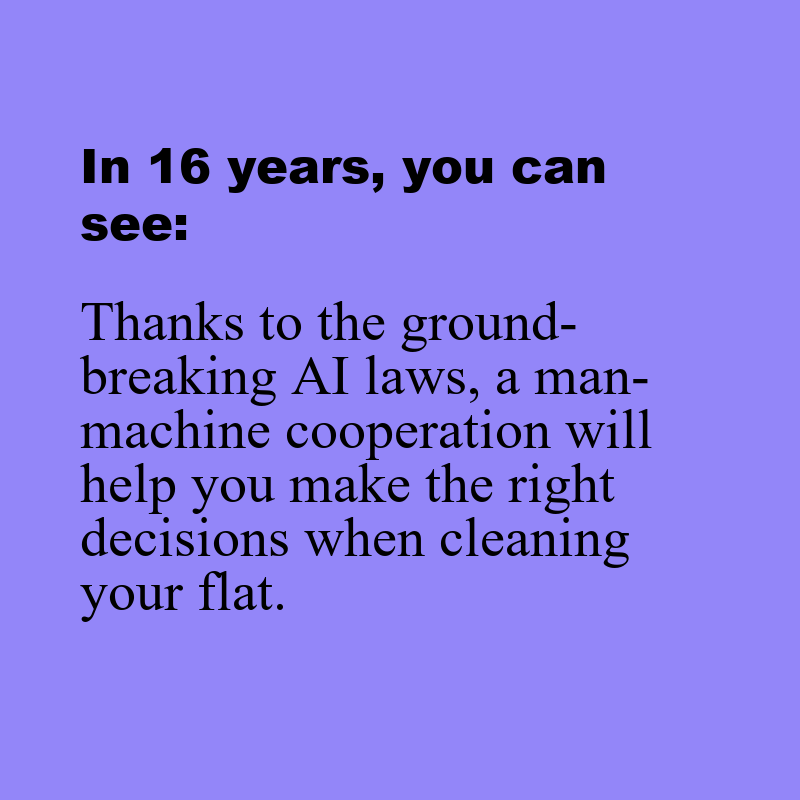 In 16 years, you can
see:
Thanks to the ground-
breaking AI laws, a man-
machine cooperation will
help you make the right
decisions when cleaning
your flat.